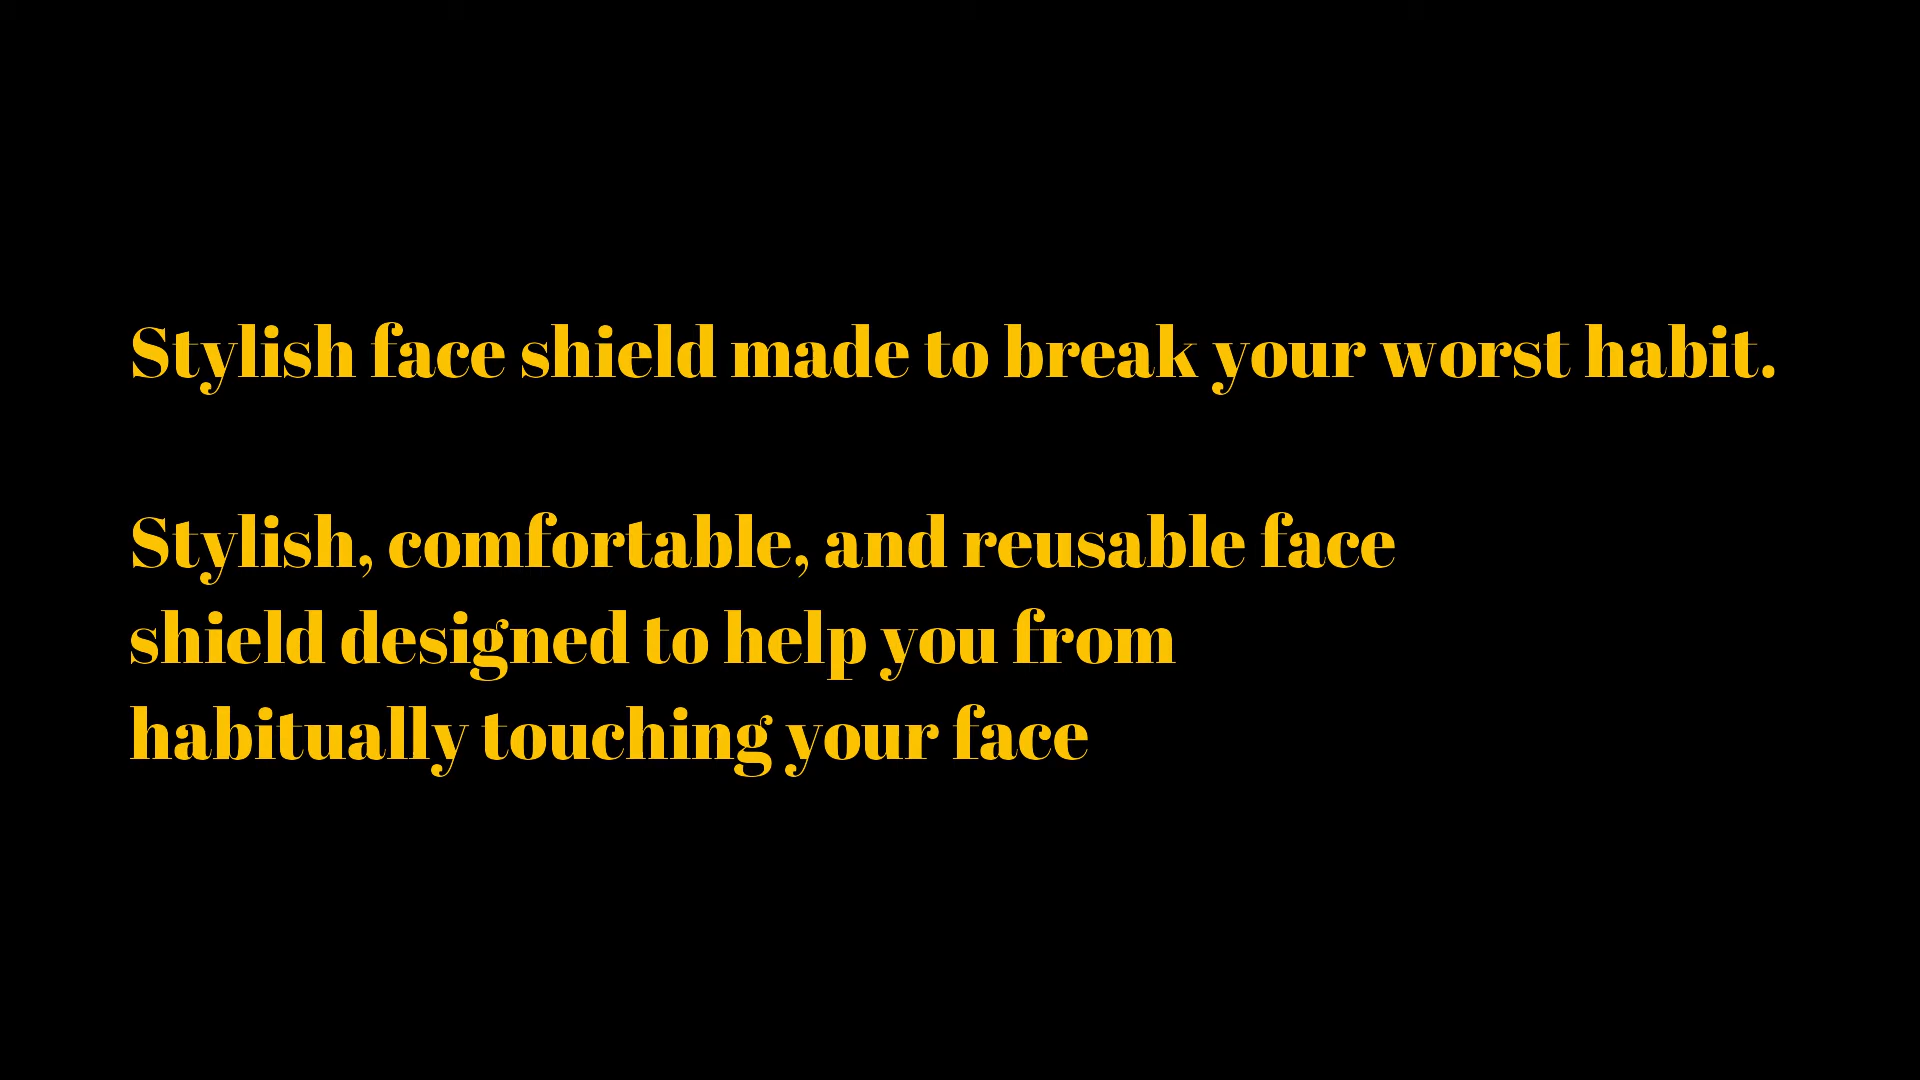 Stylish face shield made to break your worst habit.
Stylish, comfortable, and reusable face
shield designed to help you from
habitually touching your face